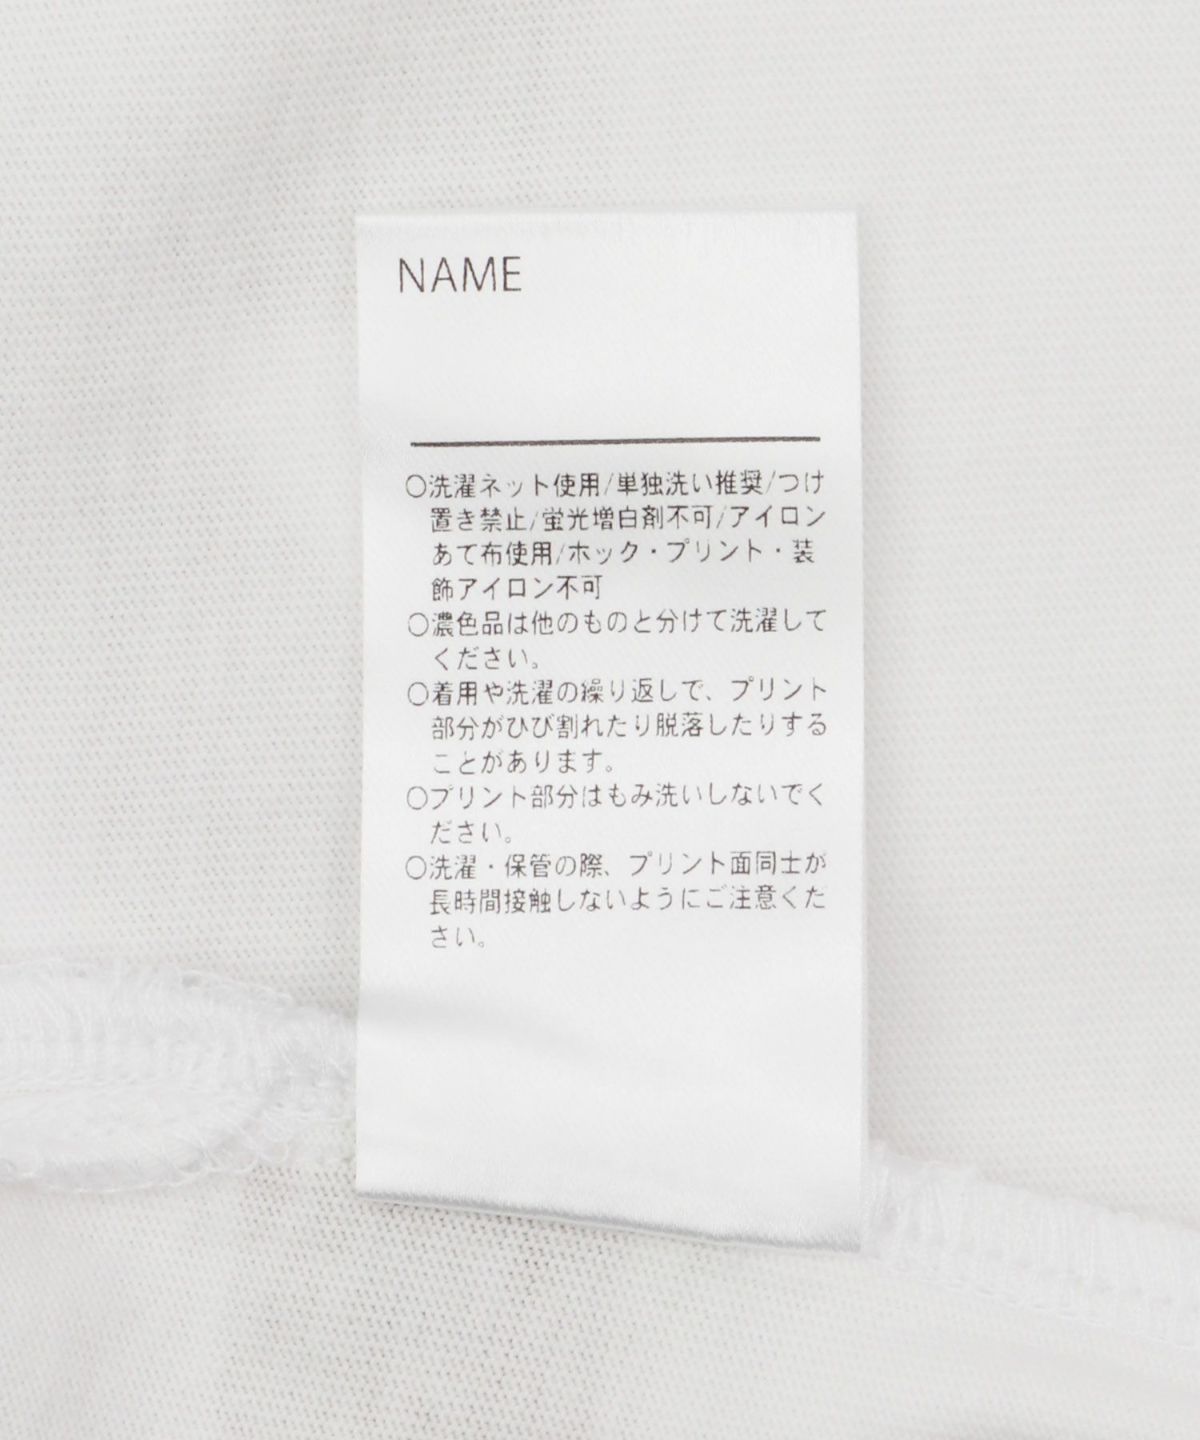 NAME
○洗濯ネット使用/単独洗い推奨/つけ
置き禁止/蛍光増白剤不可/アイロン
あて布使用/ホック・プリント・装
飾アイロン不可
○濃色品は他のものと分けて洗濯して
ください。
○着用や洗濯の繰り返しで、プリント
部分がひび割れたり脱落したりする
ことがあります。
○プリント部分はもみ洗いしないでく
ださい。
○洗濯・保管の際、プリント面同士が
長時間接触しないようにご注意くだ
さい。